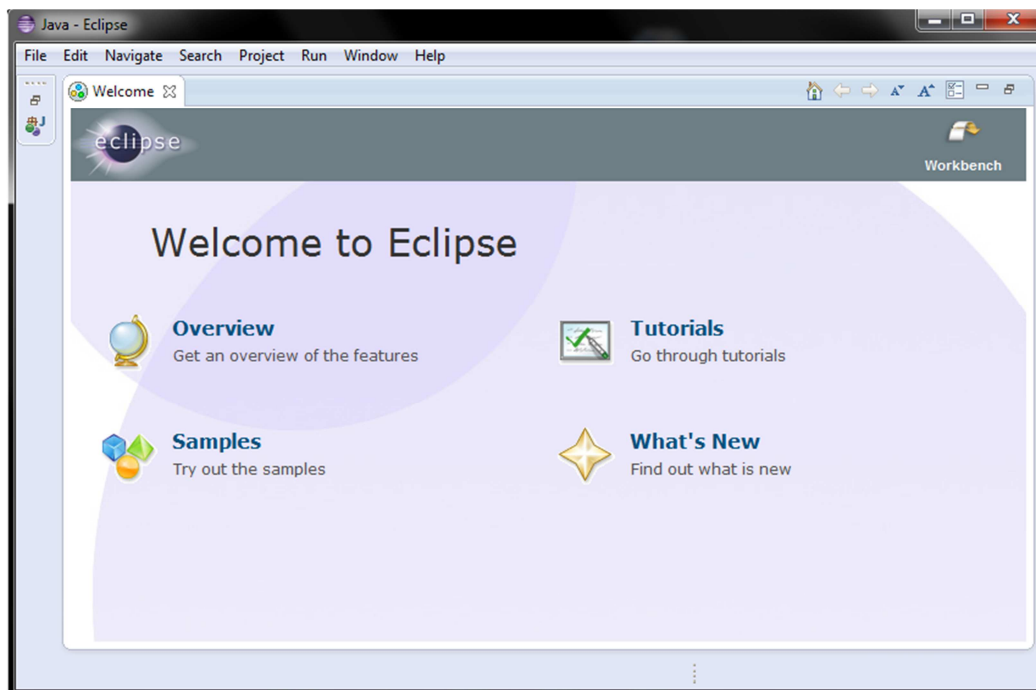 Java - Eclipse
File Edit Navigate Search Project Run Window Help
Welcome
A A
J
eclipse
Workbench
Welcome to Eclipse
Overview
Get an overview of the features
Tutorials
Go through tutorials
Samples
Try out the samples
What's New
Find out what is new